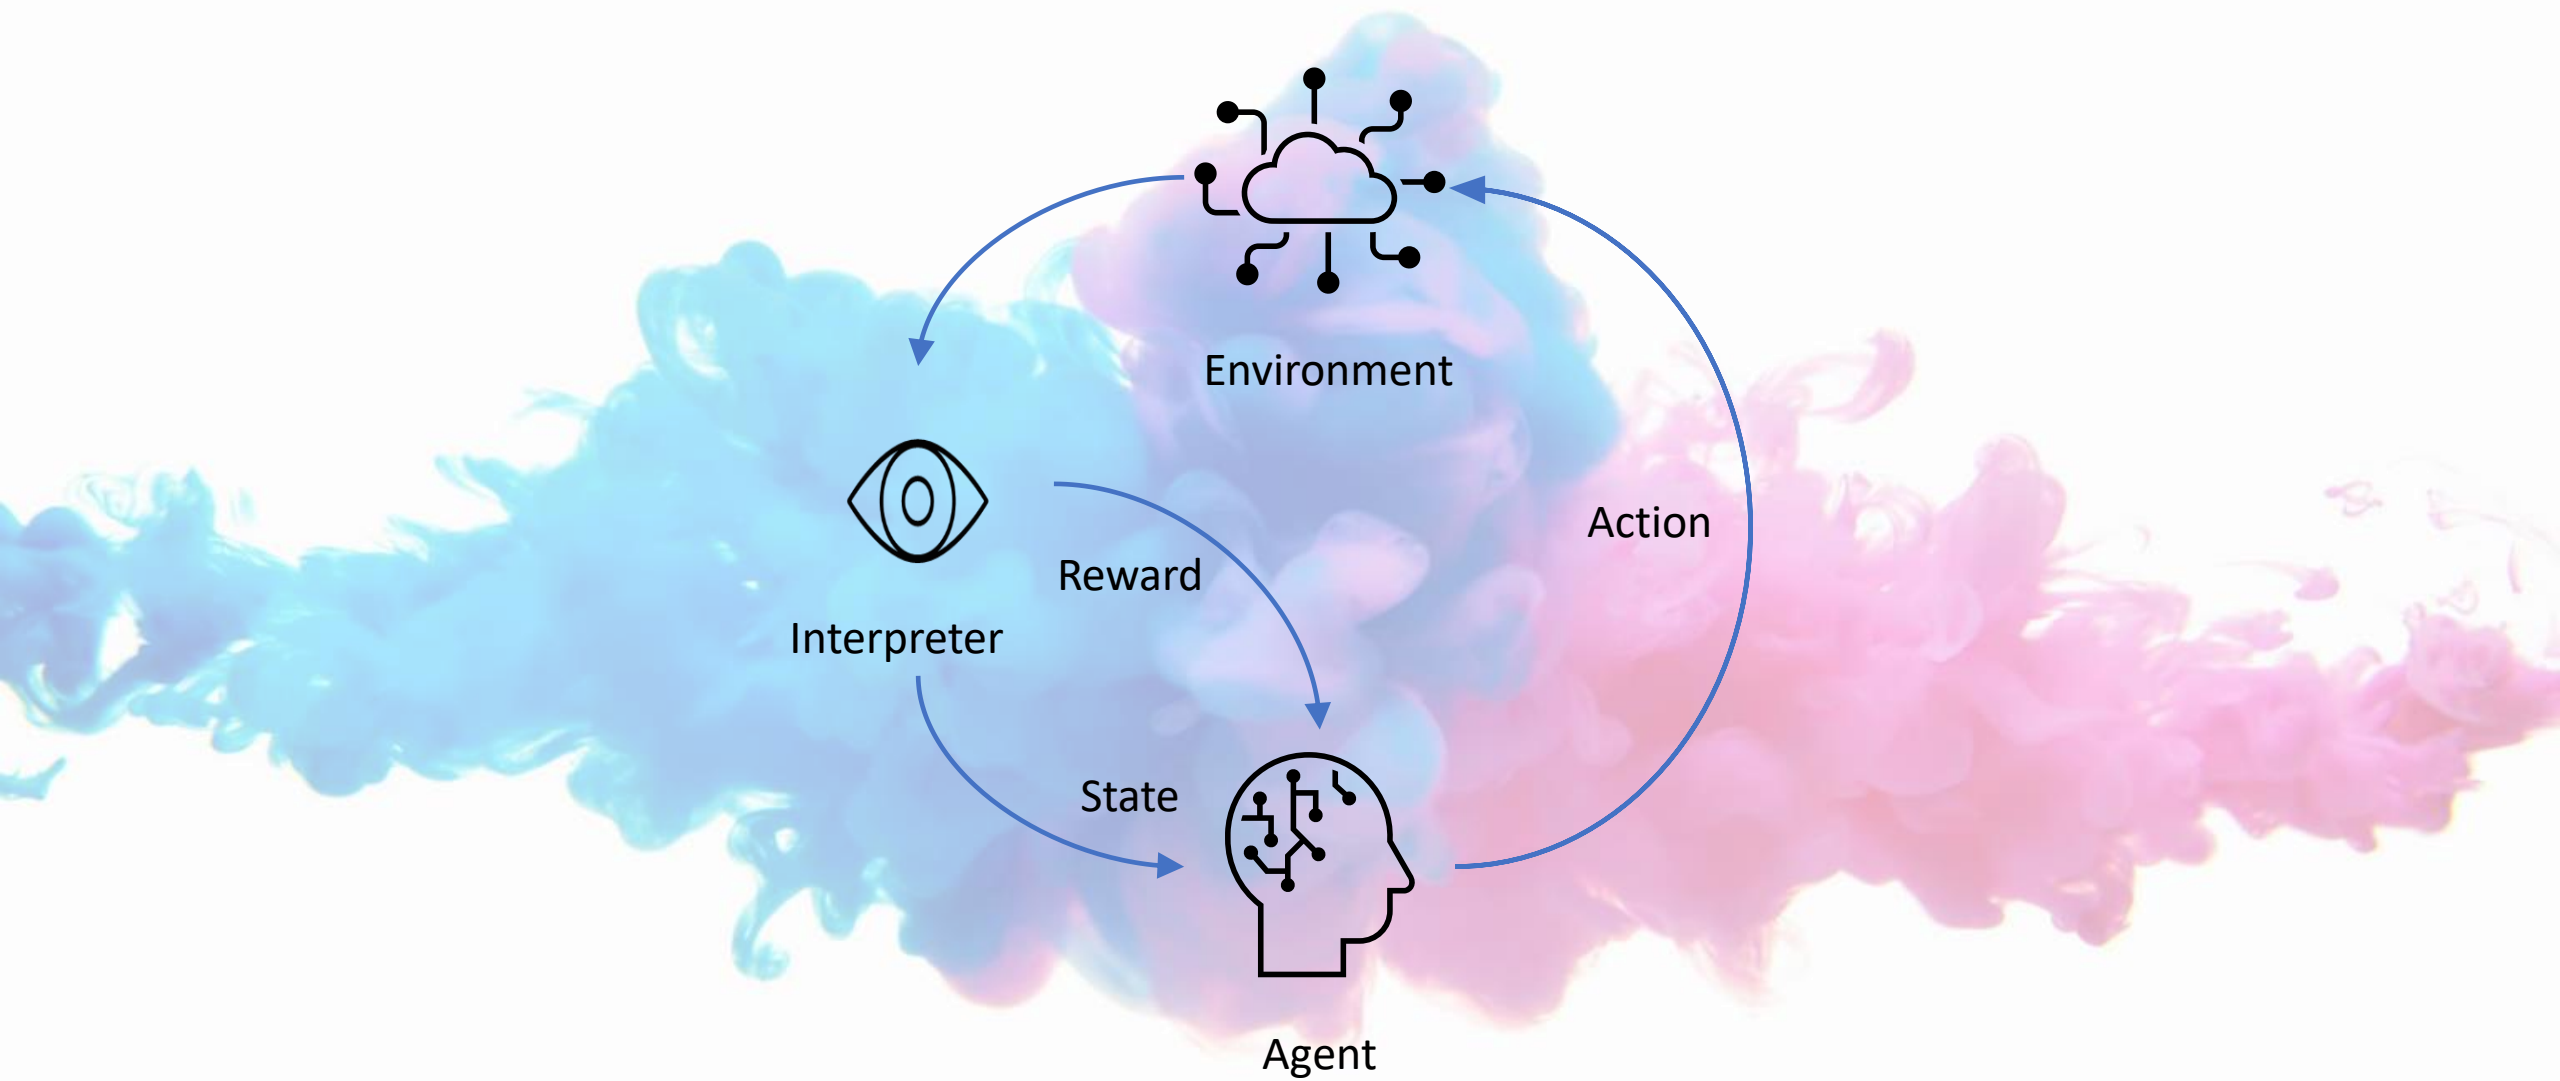 Environment
Action
Reward
Interpreter
State
Agent